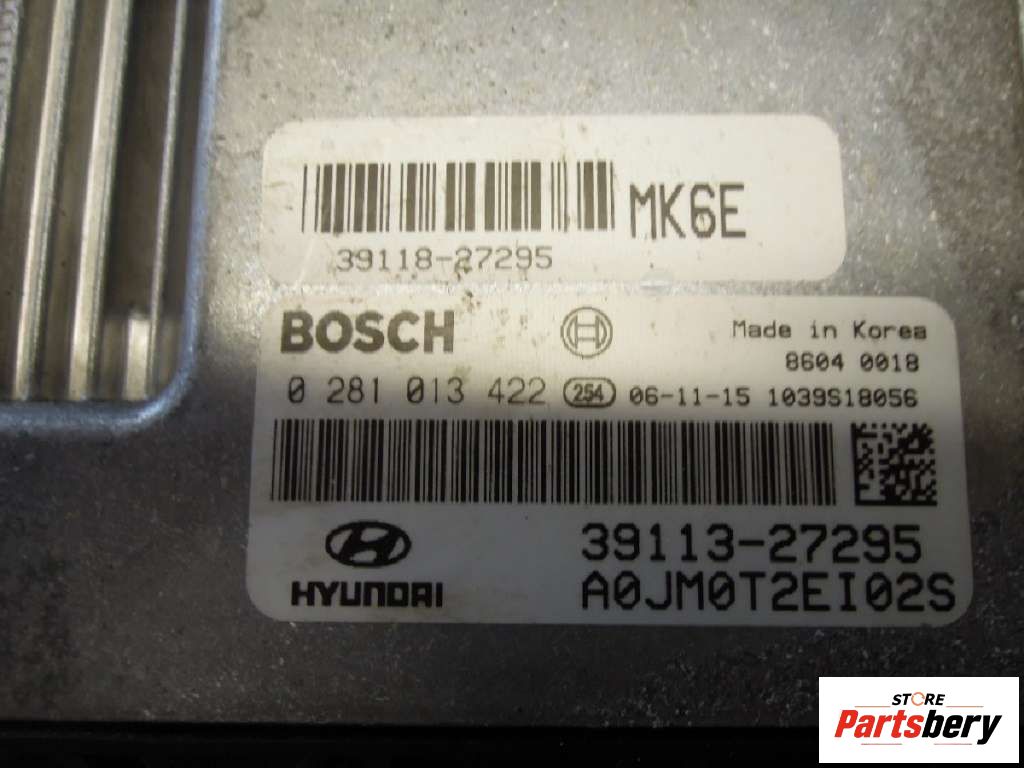 MK6E
39118-27295
BOSCH
Made in Korea
8604 0018
0 281 013 422 254 06-11-15 1039S18056
39113-27295
HYUNDAI
A0JM0T2EI02S
STORE
Partsbery